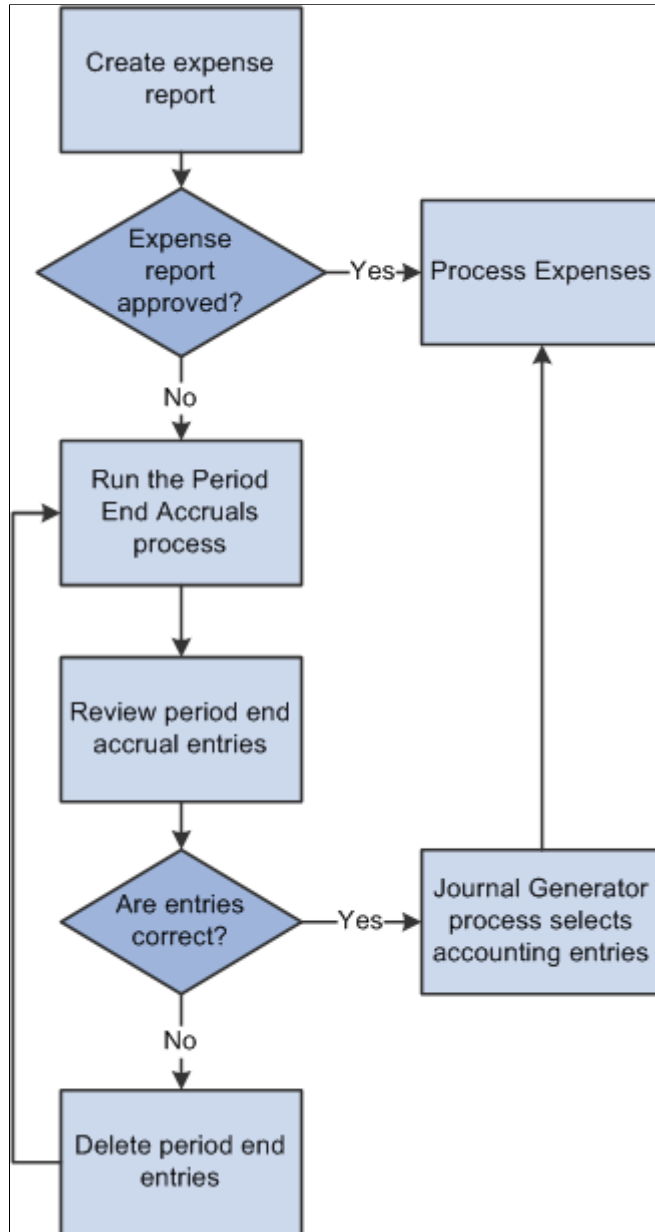 Create expense
report
Expense
report
approved?
Yes
Process Expenses
No
Run the Period
End Accruals
process
Review period end
accrual entries
Are entries
correct?
Yes
Journal Generator
process selects
accounting entries
No
Delete period end
entries